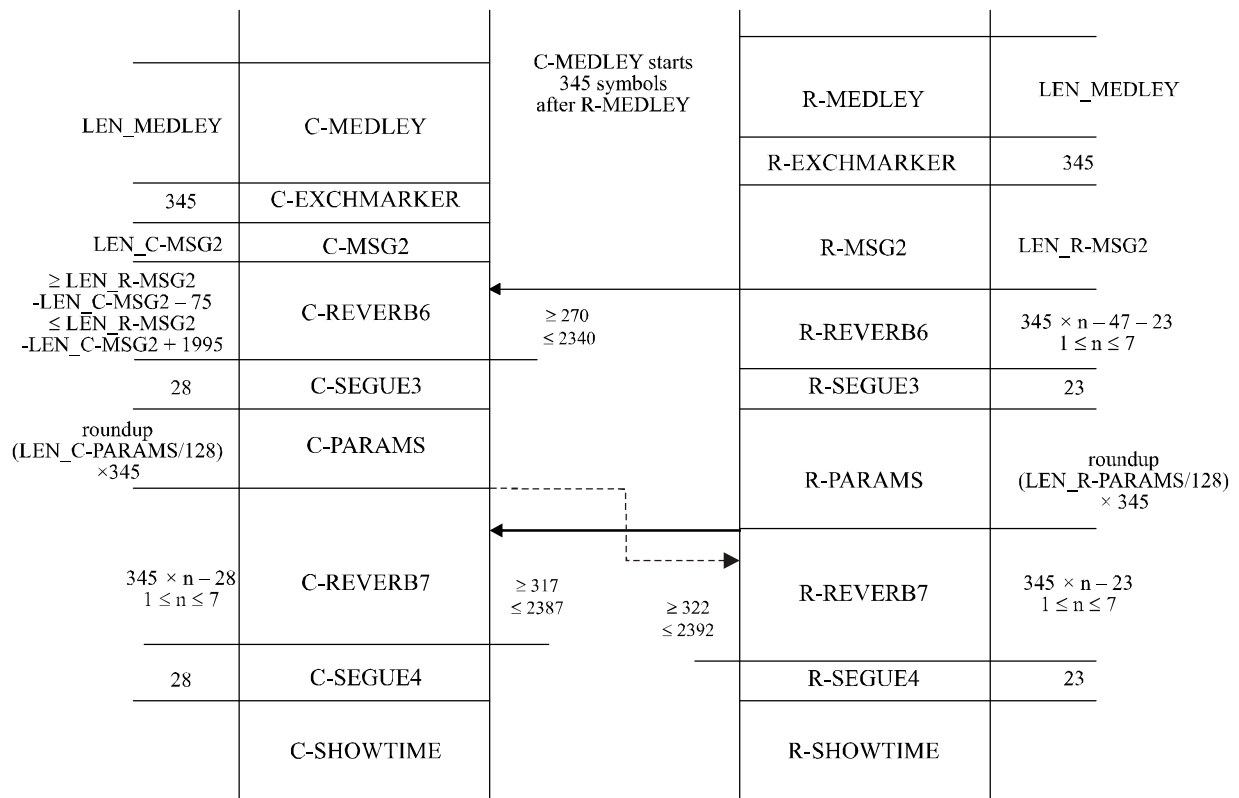 C-MEDLEY starts
345 symbols
after R-MEDLEY
LEN_MEDLEY
C-MEDLEY
R-MEDLEY
LEN_MEDLEY
R-EXCHMARKER
345
345
C-EXCHMARKER
LEN_C-MSG2
C-MSG2
R-MSG2
LEN_R-MSG2
≥ LEN_R-MSG2
-LEN_C-MSG2 – 75
≤ LEN_R-MSG2
-LEN_C-MSG2 + 1995
C-REVERB6
≥ 270
≤ 2340
R-REVERB6
345 × n – 47 – 23
1 ≤ n ≤ 7
28
C-SEGUE3
R-SEGUE3
23
roundup
(LEN_C-PARAMS/128)
×345
C-PARAMS
R-PARAMS
roundup
(LEN_R-PARAMS/128)
× 345
345 × n – 28
1 ≤ n ≤ 7
C-REVERB7
≥ 317
≤ 2387
≥ 322
≤ 2392
R-REVERB7
345 × n – 23
1 ≤ n ≤ 7
28
C-SEGUE4
R-SEGUE4
23
C-SHOWTIME
R-SHOWTIME